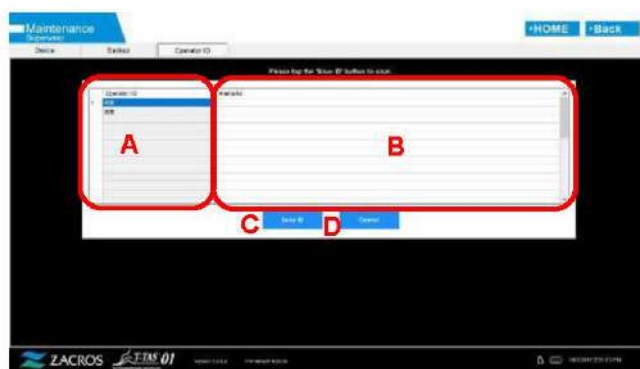 Maintenance
Supervisor
HOME
Back
Device
Operator ID
Please tap the 'Save ID' button to save.
Operator ID
Remarks
A
B
C
Save ID
D
Cancel
ZACROS
T-TAS 01